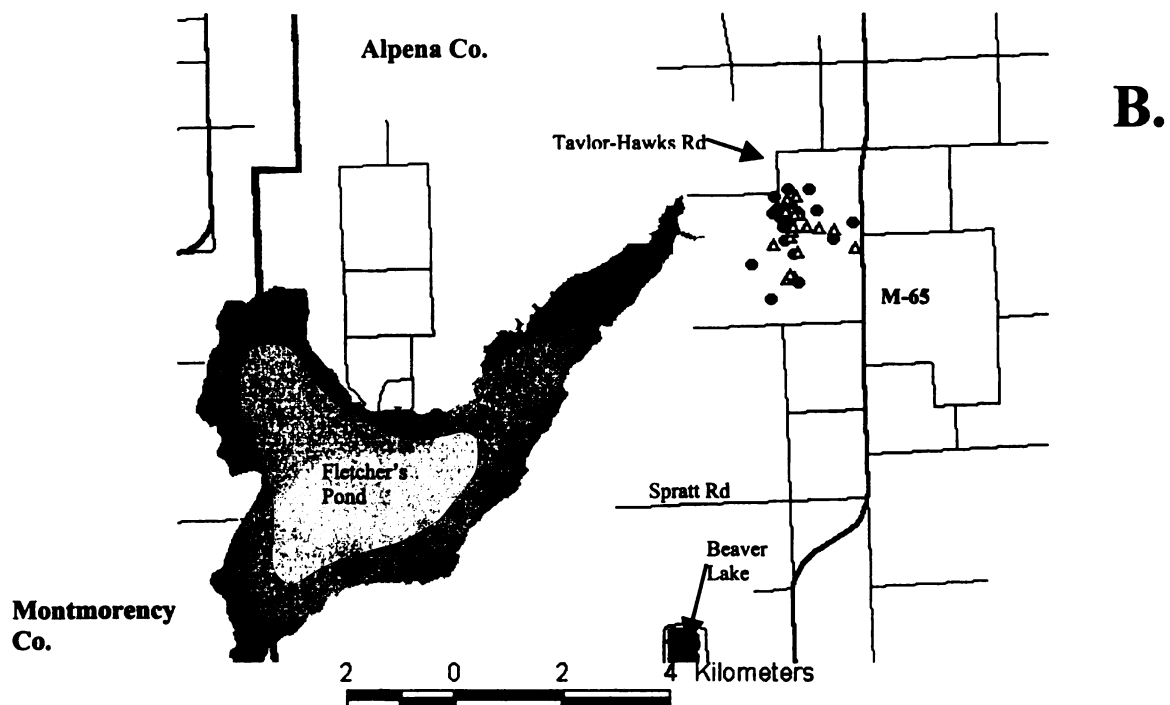 Alpena Co.
B.
Taylor-Hawks Rd
M-65
Fletcher's
Pond
Spratt Rd
Beaver
Lake
Montmorency
Co.
2 0 2 4 Kilometers